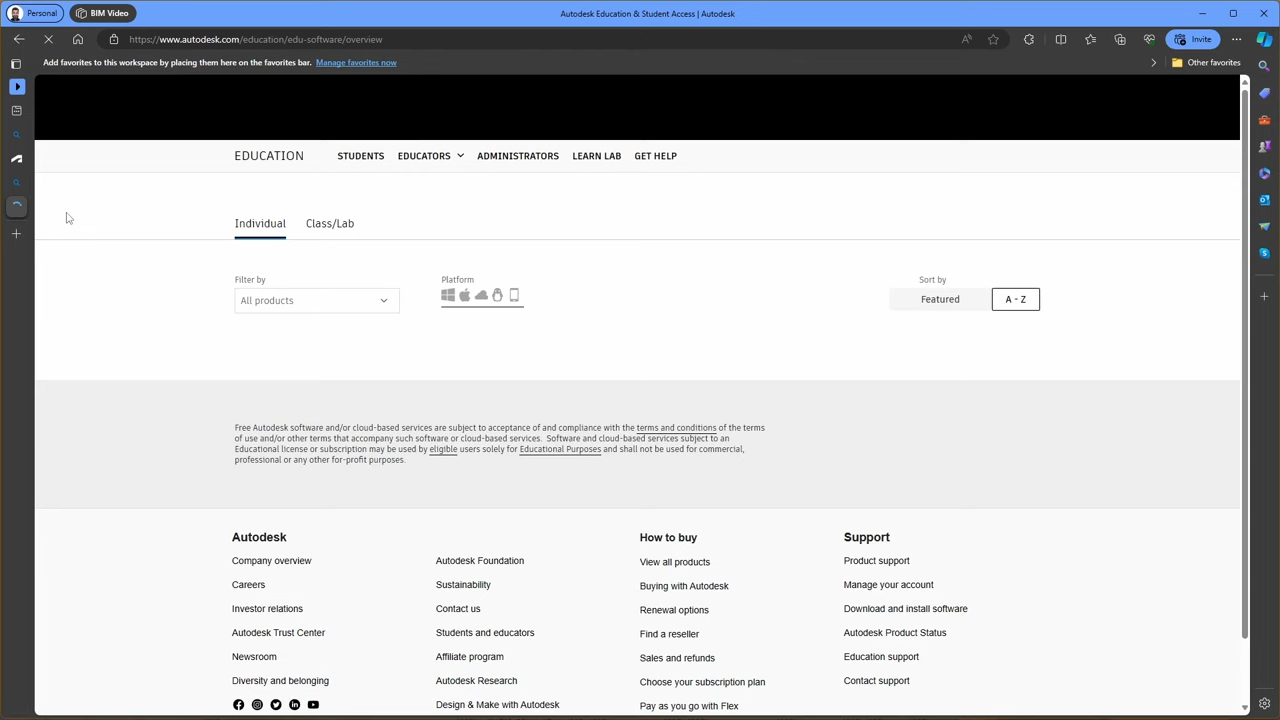 Personal
BIM Video
Autodesk Education & Student Access | Autodesk
https://www.autodesk.com/education/edu-software/overview
Invite
Add favorites to this workspace by placing them here on the favorites bar. Manage favorites now
Other favorites
EDUCATION
STUDENTS
EDUCATORS
ADMINISTRATORS
LEARN LAB
GET HELP
Individual
Class/Lab
Filter by
Platform
Sort by
All products
Featured
A - Z
Free Autodesk software and/or cloud-based services are subject to acceptance of and compliance with the terms and conditions of the terms
of use and/or other terms that accompany such software or cloud-based services. Software and cloud-based services subject to an
Educational license or subscription may be used by eligible users solely for Educational Purposes and shall not be used for commercial,
professional or any other for-profit purposes.
Autodesk
Company overview
Careers
Investor relations
Autodesk Trust Center
Newsroom
Diversity and belonging
Autodesk Foundation
Sustainability
Contact us
Students and educators
Affiliate program
Autodesk Research
Design & Make with Autodesk
How to buy
View all products
Buying with Autodesk
Renewal options
Find a reseller
Sales and refunds
Choose your subscription plan
Pay as you go with Flex
Support
Product support
Manage your account
Download and install software
Autodesk Product Status
Education support
Contact support